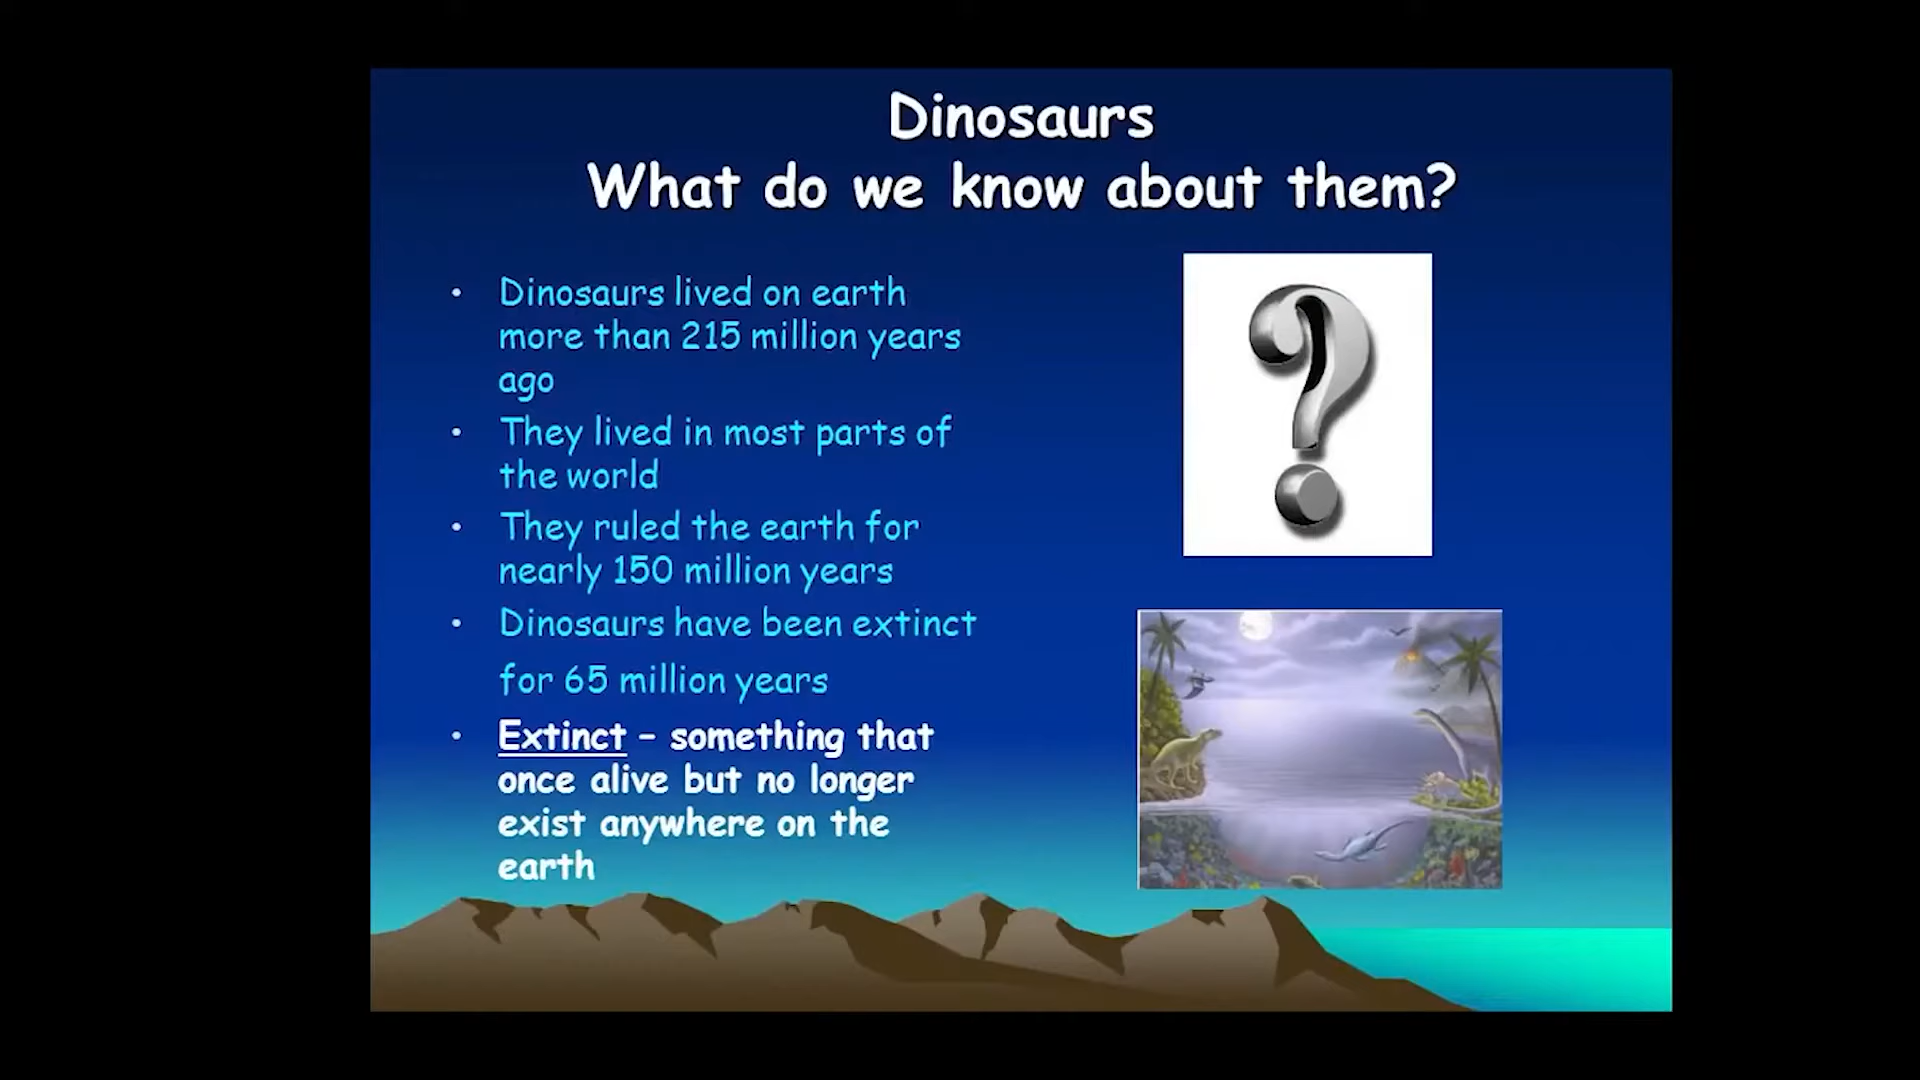 Dinosaurs
What do we know about them?
• Dinosaurs lived on earth
more than 215 million years
ago
• They lived in most parts of
the world
• They ruled the earth for
nearly 150 million years
• Dinosaurs have been extinct
for 65 million years
• Extinct – something that
once alive but no longer
exist anywhere on the
earth
?